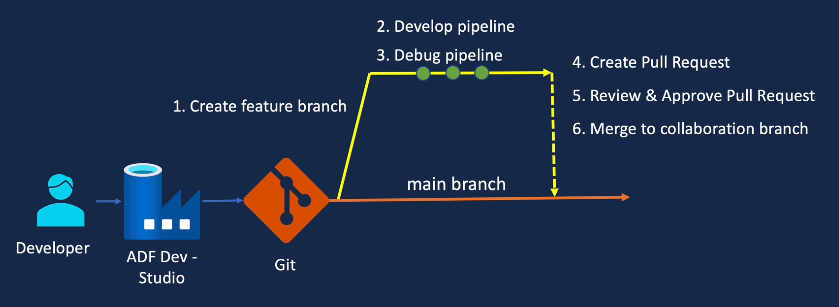 2. Develop pipeline
3. Debug pipeline
4. Create Pull Request
5. Review & Approve Pull Request
6. Merge to collaboration branch
1. Create feature branch
main branch
Developer
ADF Dev -
Studio
Git